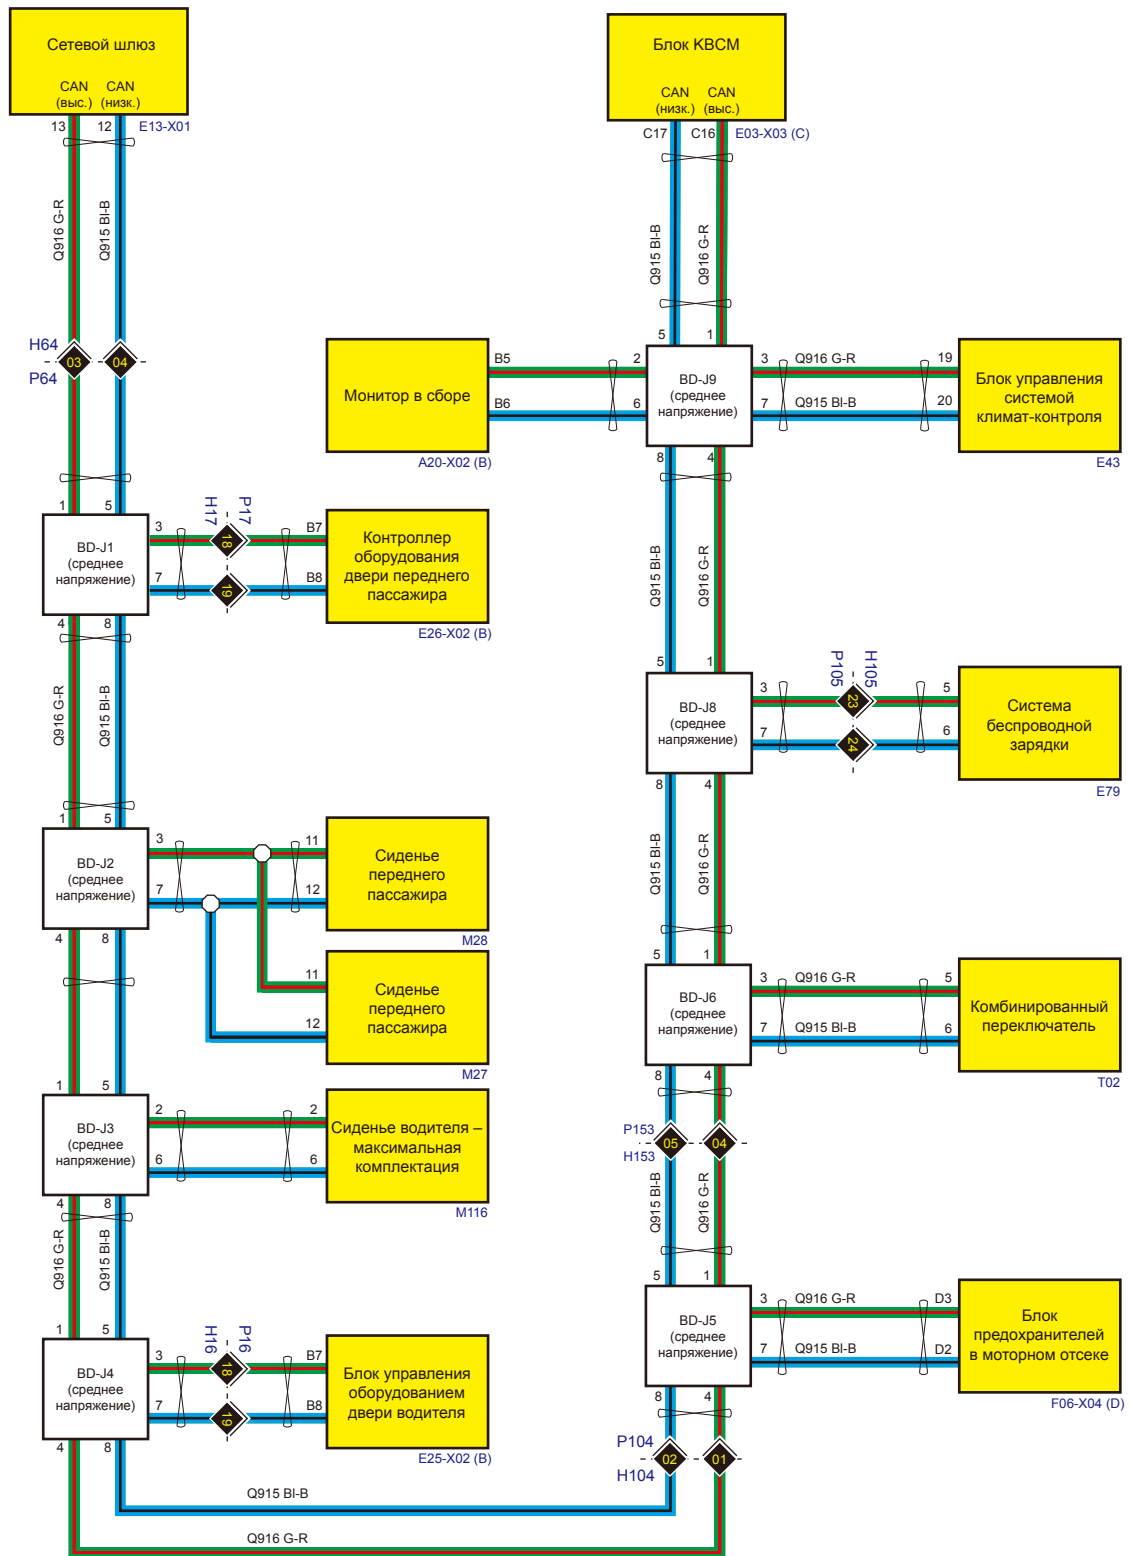 Сетевой шлюз
CAN
(выс.)
CAN
(низк.)
13
12
E13-X01
Q916 G-R
Q915 BI-B
H64
P64
03
04
1
5
BD-J1
(среднее
напряжение)
3
7
H17
P17
18
19
B7
B8
Контроллер
оборудования
двери переднего
пассажира
E26-X02 (B)
4
8
Q916 G-R
Q915 BI-B
1
5
BD-J2
(среднее
напряжение)
3
7
11
12
Сиденье
переднего
пассажира
M28
11
12
Сиденье
переднего
пассажира
M27
4
8
1
5
BD-J3
(среднее
напряжение)
2
6
2
6
Сиденье водителя –
максимальная
комплектация
M116
4
8
Q916 G-R
Q915 BI-B
1
5
BD-J4
(среднее
напряжение)
3
7
H16
P16
18
19
B7
B8
Блок управления
оборудованием
двери водителя
E25-X02 (B)
4
8
Q915 BI-B
Q916 G-R
Блок KBCM
CAN
(низк.)
CAN
(выс.)
C17
C16
E03-X03 (C)
Q915 BI-B
Q916 G-R
5
1
Монитор в сборе
B5
B6
A20-X02 (B)
2
6
BD-J9
(среднее
напряжение)
3
7
Q916 G-R
Q915 BI-B
19
20
Блок управления
системой
климат-контроля
E43
8
4
Q915 BI-B
Q916 G-R
5
1
BD-J8
(среднее
напряжение)
3
7
P105
H105
23
24
5
6
Система
беспроводной
зарядки
E79
8
4
Q915 BI-B
Q916 G-R
5
1
BD-J6
(среднее
напряжение)
3
7
Q916 G-R
Q915 BI-B
5
6
Комбинированный
переключатель
T02
8
4
P153
H153
05
04
Q915 BI-B
Q916 G-R
5
1
BD-J5
(среднее
напряжение)
3
7
Q916 G-R
Q915 BI-B
D3
D2
Блок
предохранителей
в моторном отсеке
F06-X04 (D)
8
4
P104
H104
02
01